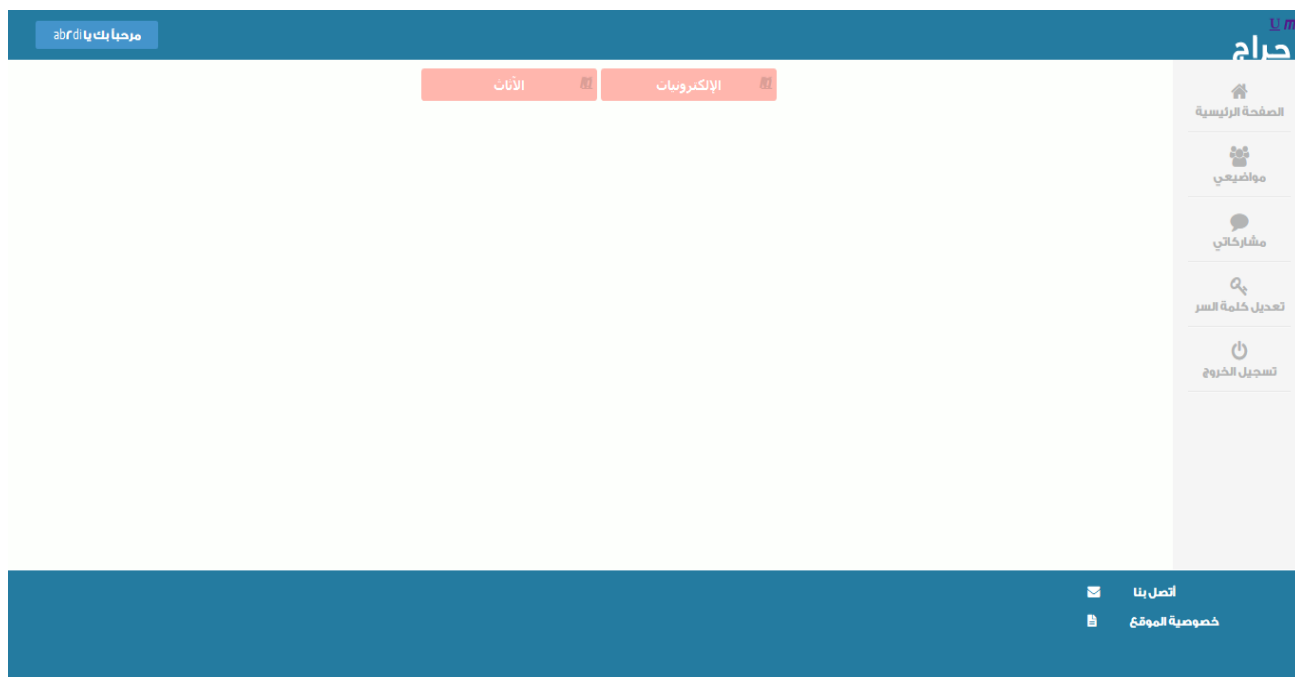 U m
حراج
مرحباً بك يا abrdi
الإلكترونيات
الأثاث
الصفحة الرئيسية
مواضيعي
مشاركاتي
تعديل كلمة السر
تسجيل الخروج
أتصل بنا
خصوصية الموقع